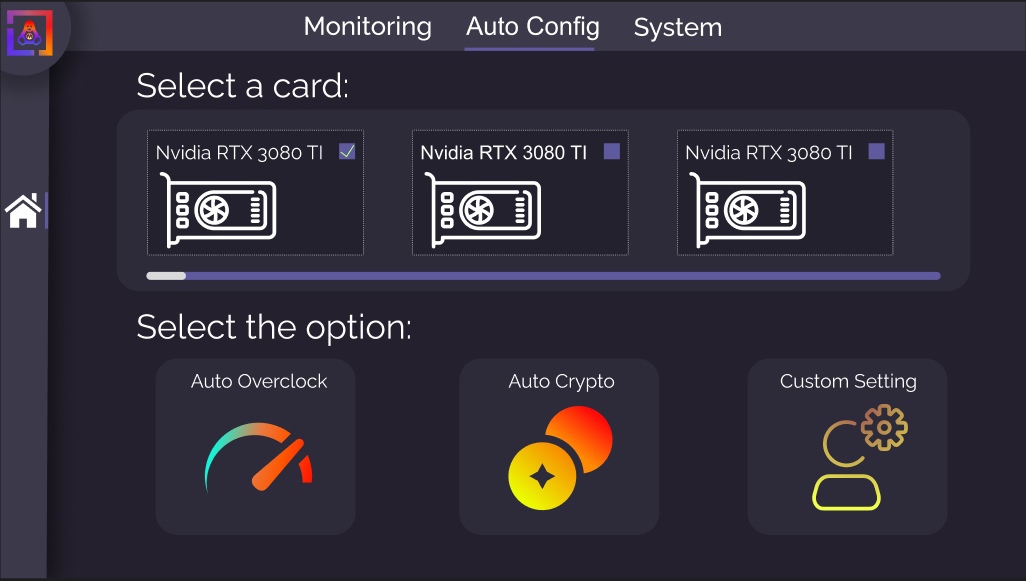 Monitoring Auto Config System
Select a card:
Nvidia RTX 3080 TI Nvidia RTX 3080 TI Nvidia RTX 3080 TI
Select the option:
Auto Overclock Auto Crypto Custom Setting